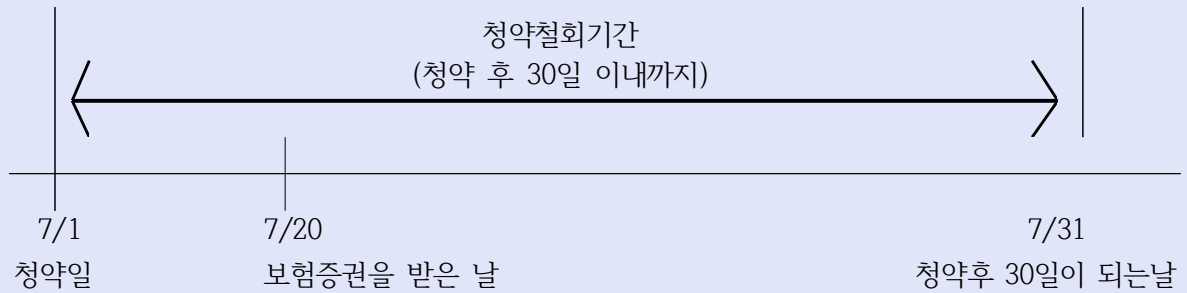 청약철회기간
(청약 후 30일 이내까지)
7/1
7/20
7/31
청약일
보험증권을 받은 날
청약후 30일이 되는날